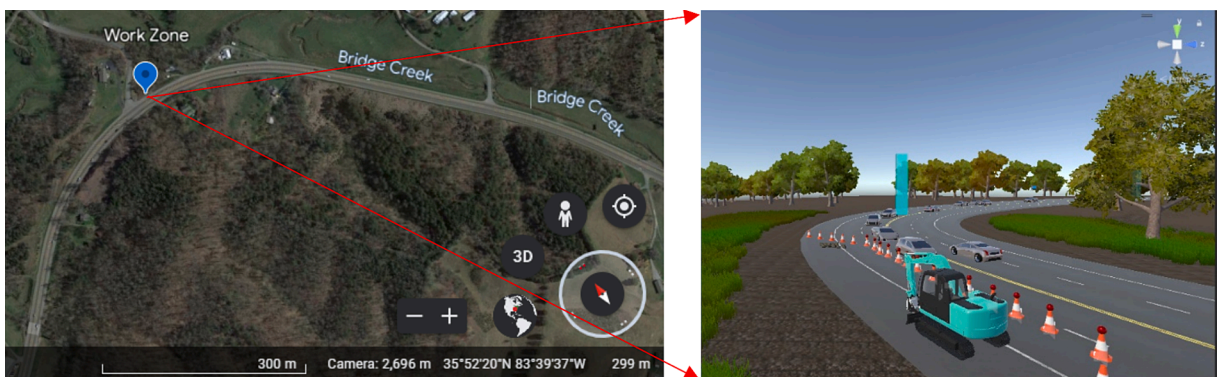 Work Zone
Bridge Creek
Bridge Creek
3D
300 m
Camera: 2,696 m 35°52'20"N 83°39'37"W 299 m
y
z